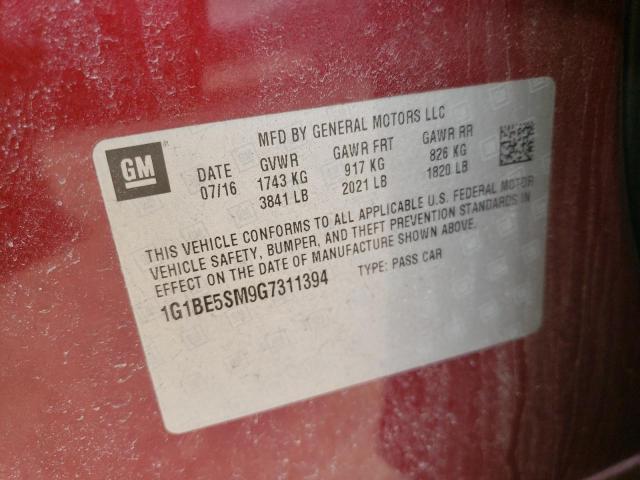 MFD BY GENERAL MOTORS LLC
GM
DATE GVWR GAWR FRT GAWR RR
07/16 1743 KG 917 KG 826 KG
3841 LB 2021 LB 1820 LB
THIS VEHICLE CONFORMS TO ALL APPLICABLE U.S. FEDERAL MOTOR
VEHICLE SAFETY, BUMPER, AND THEFT PREVENTION STANDARDS IN
EFFECT ON THE DATE OF MANUFACTURE SHOWN ABOVE.
1G1BE5SM9G7311394 TYPE: PASS CAR